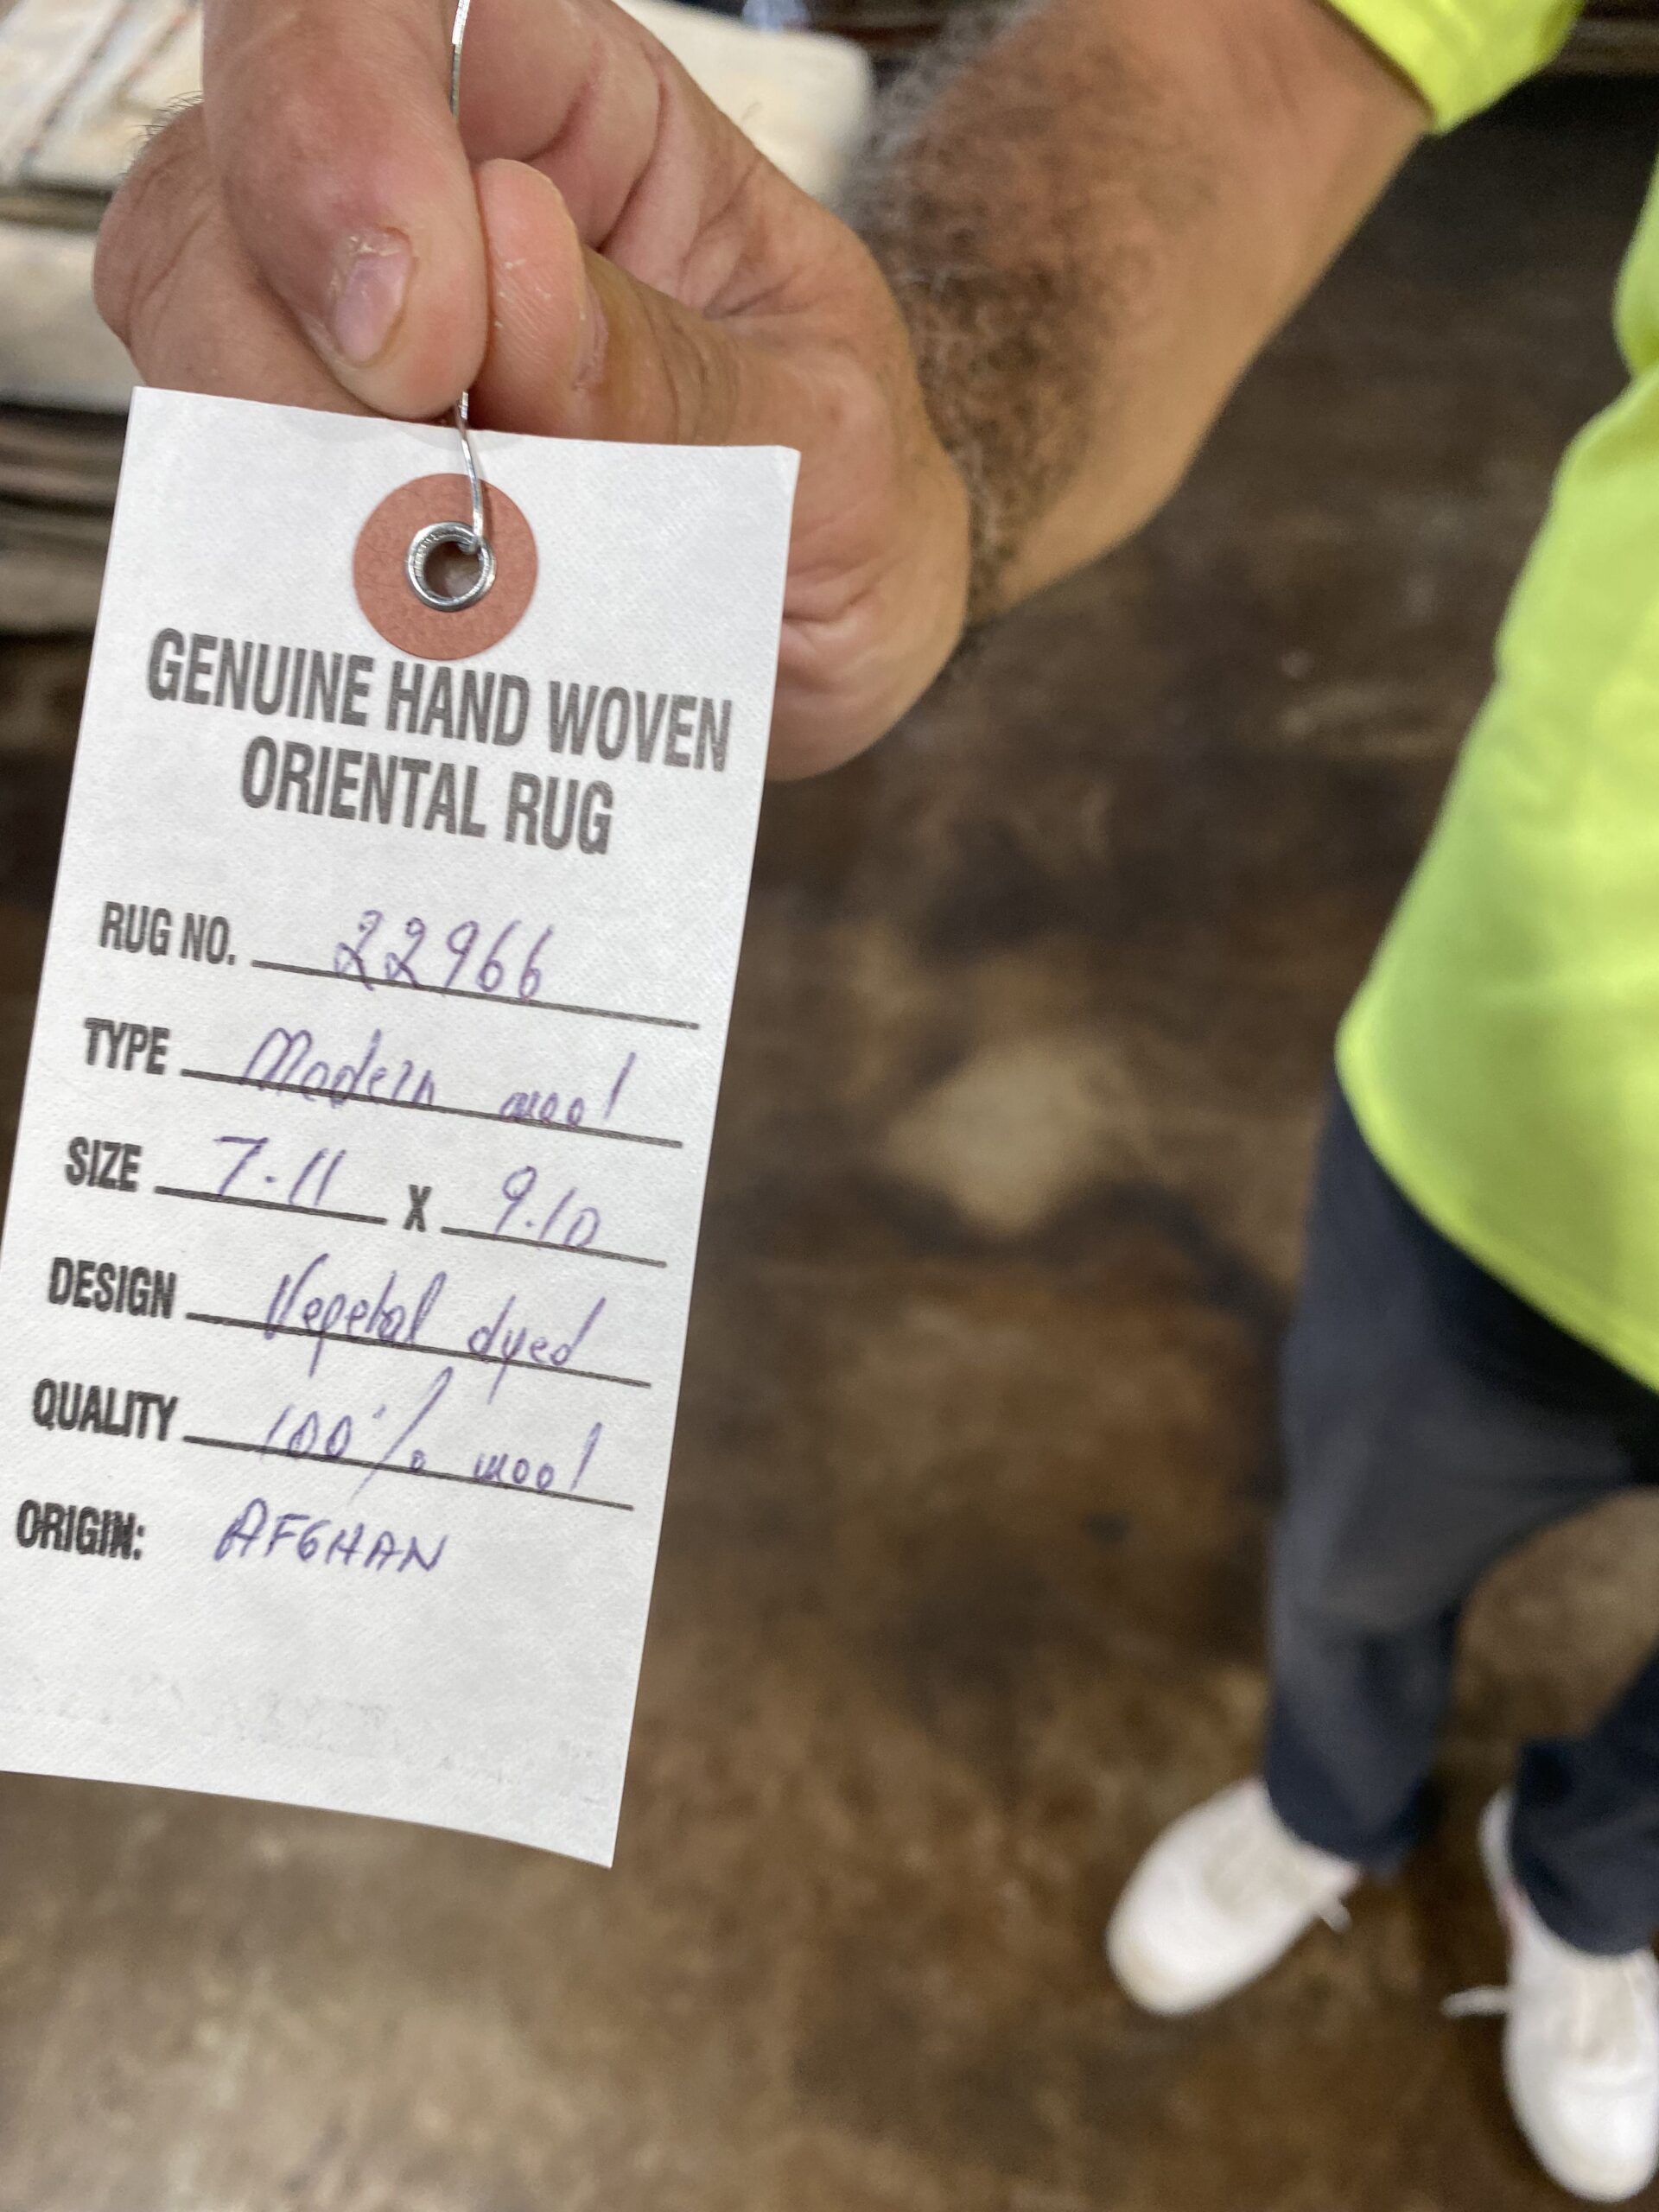 GENUINE HAND WOVEN
ORIENTAL RUG
RUG NO. 22966
TYPE Modern wool
SIZE 7.11 X 9.10
DESIGN Vegetal dyed
QUALITY 100% wool
ORIGIN: AFGHAN